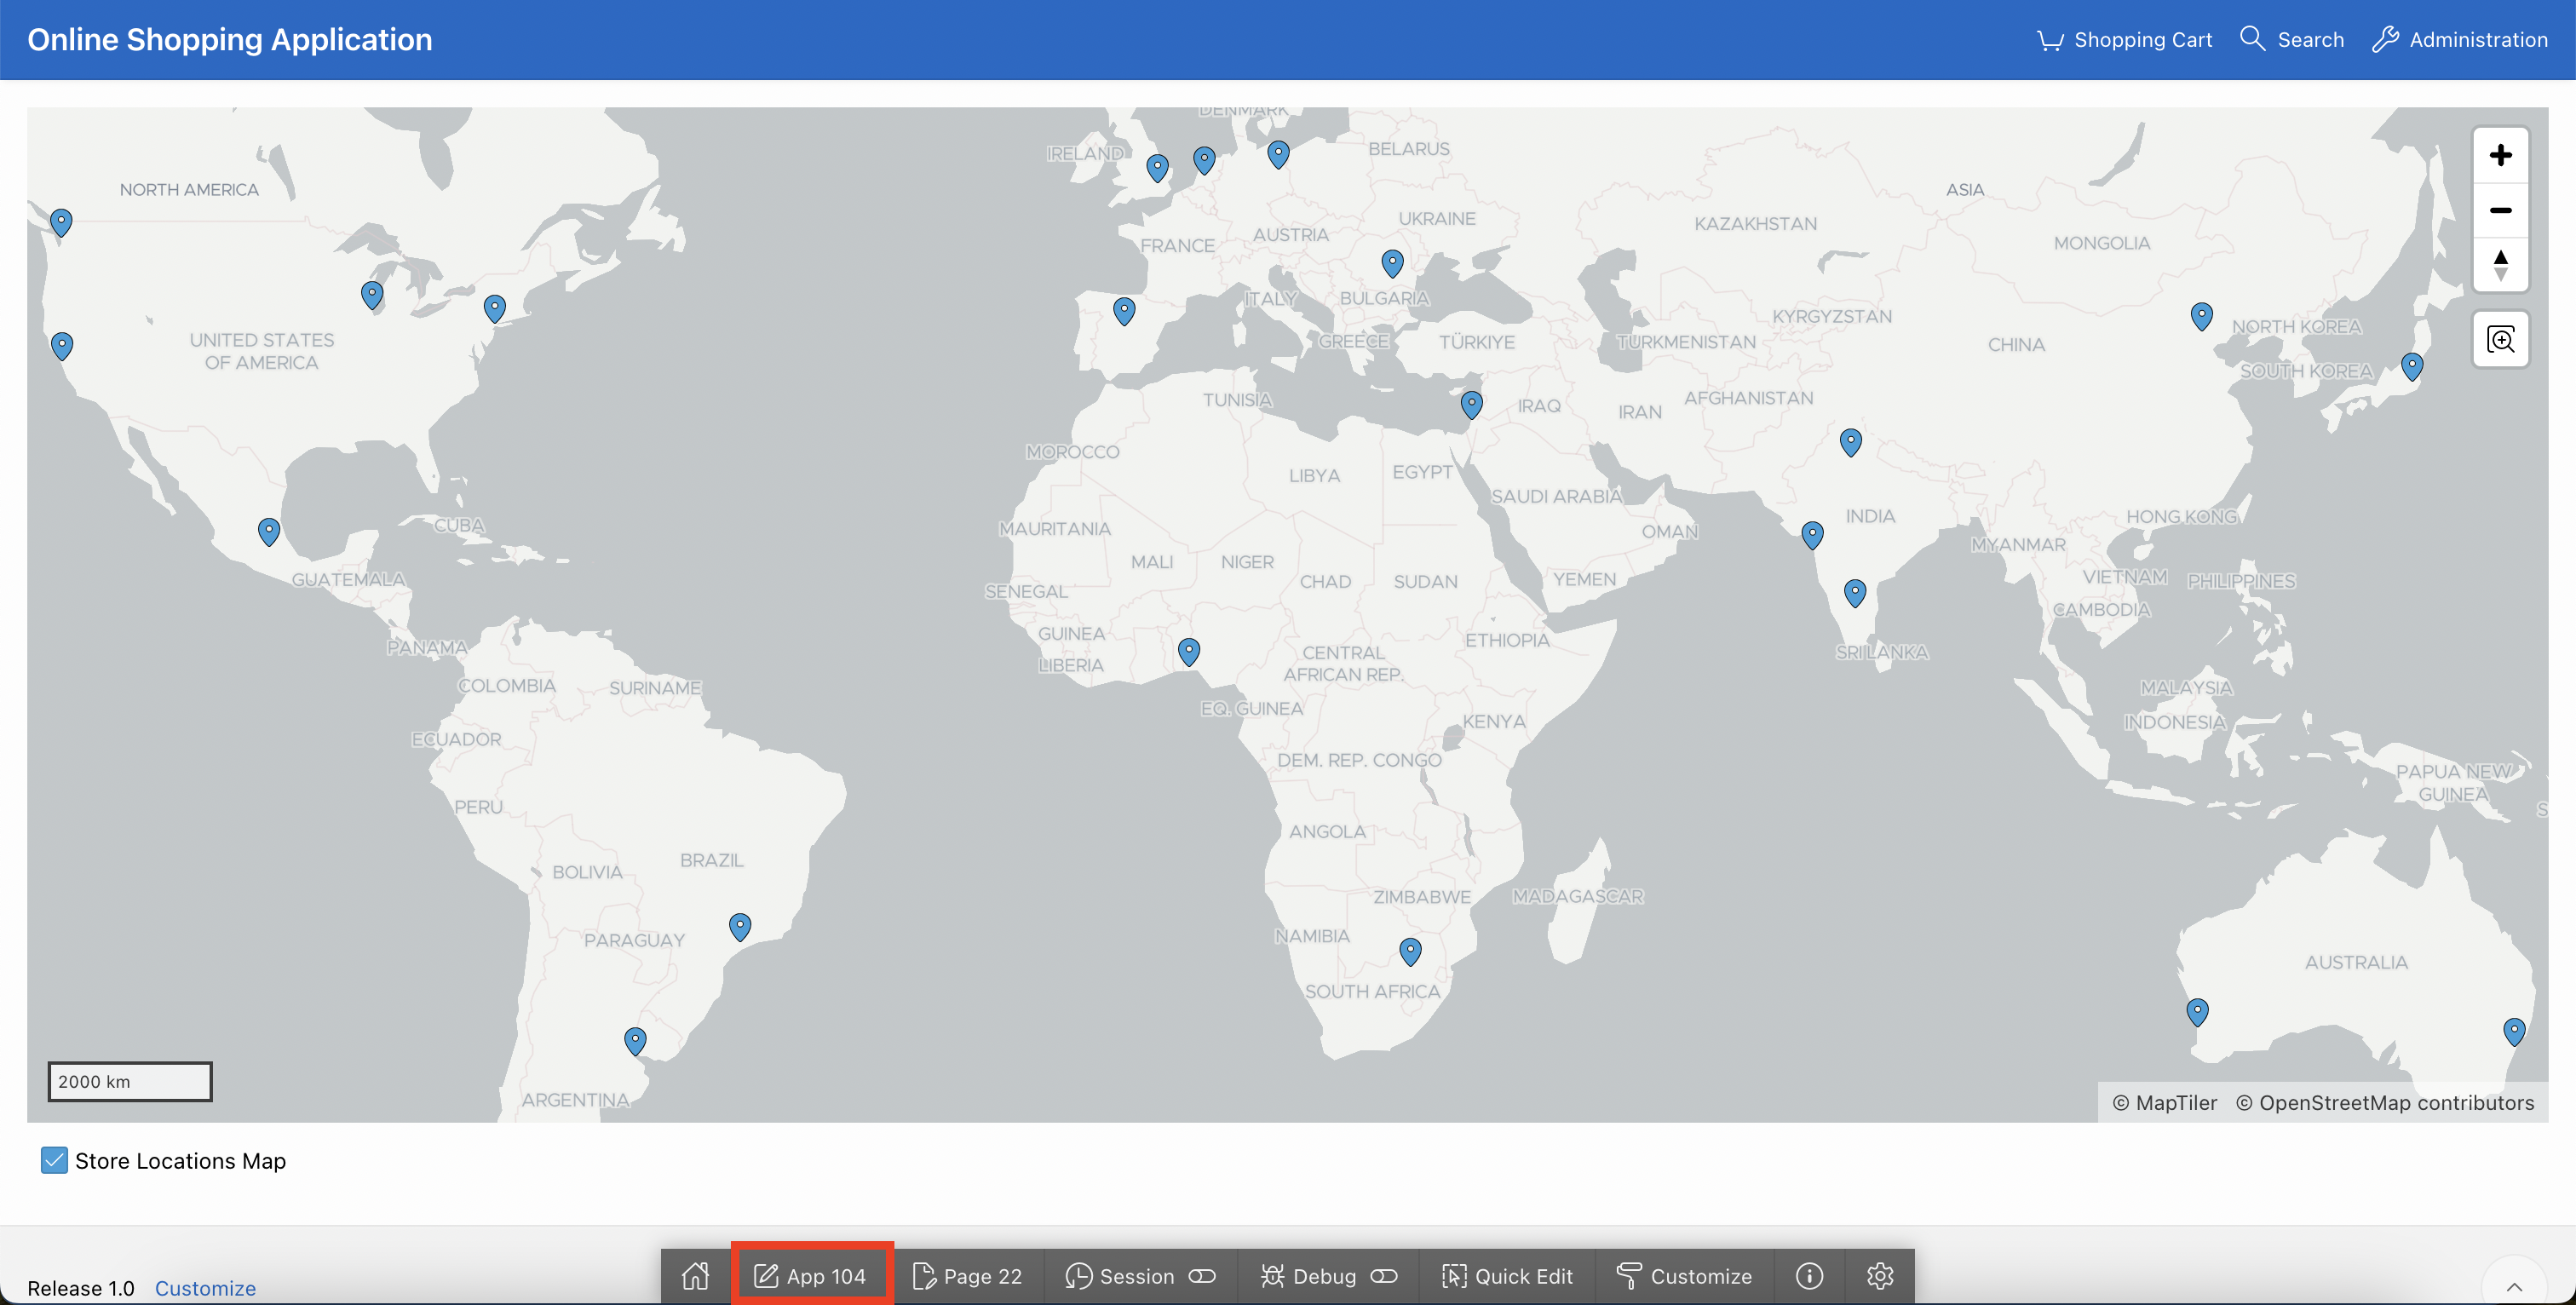 Online Shopping Application
Shopping Cart
Search
Administration
DENMARK
IRELAND
BELARUS
NORTH AMERICA
ASIA
UKRAINE
KAZAKHSTAN
AUSTRIA
FRANCE
MONGOLIA
ITALY
BULGARIA
KYRGYZSTAN
NORTH KOREA
UNITED STATES
OF AMERICA
GREECE
TÜRKIYE
TURKMENISTAN
CHINA
SOUTH KOREA
TUNISIA
IRAQ
IRAN
AFGHANISTAN
MOROCCO
LIBYA
EGYPT
SAUDI ARABIA
INDIA
HONG KONG
CUBA
MAURITANIA
OMAN
MYANMAR
MALI
NIGER
CHAD
SUDAN
YEMEN
VIETNAM
PHILIPPINES
GUATEMALA
SENEGAL
CAMBODIA
GUINEA
ETHIOPIA
PANAMA
LIBERIA
CENTRAL
AFRICAN REP.
SRI LANKA
COLOMBIA
SURINAME
MALAYSIA
EQ. GUINEA
KENYA
INDONESIA
ECUADOR
DEM. REP. CONGO
PAPUA NEW
GUINEA
S
PERU
ANGOLA
BRAZIL
BOLIVIA
ZIMBABWE
MADAGASCAR
PARAGUAY
NAMIBIA
AUSTRALIA
SOUTH AFRICA
ARGENTINA
2000 km
© MapTiler © OpenStreetMap contributors
Store Locations Map
Release 1.0 Customize
App 104
Page 22
Session
Debug
Quick Edit
Customize